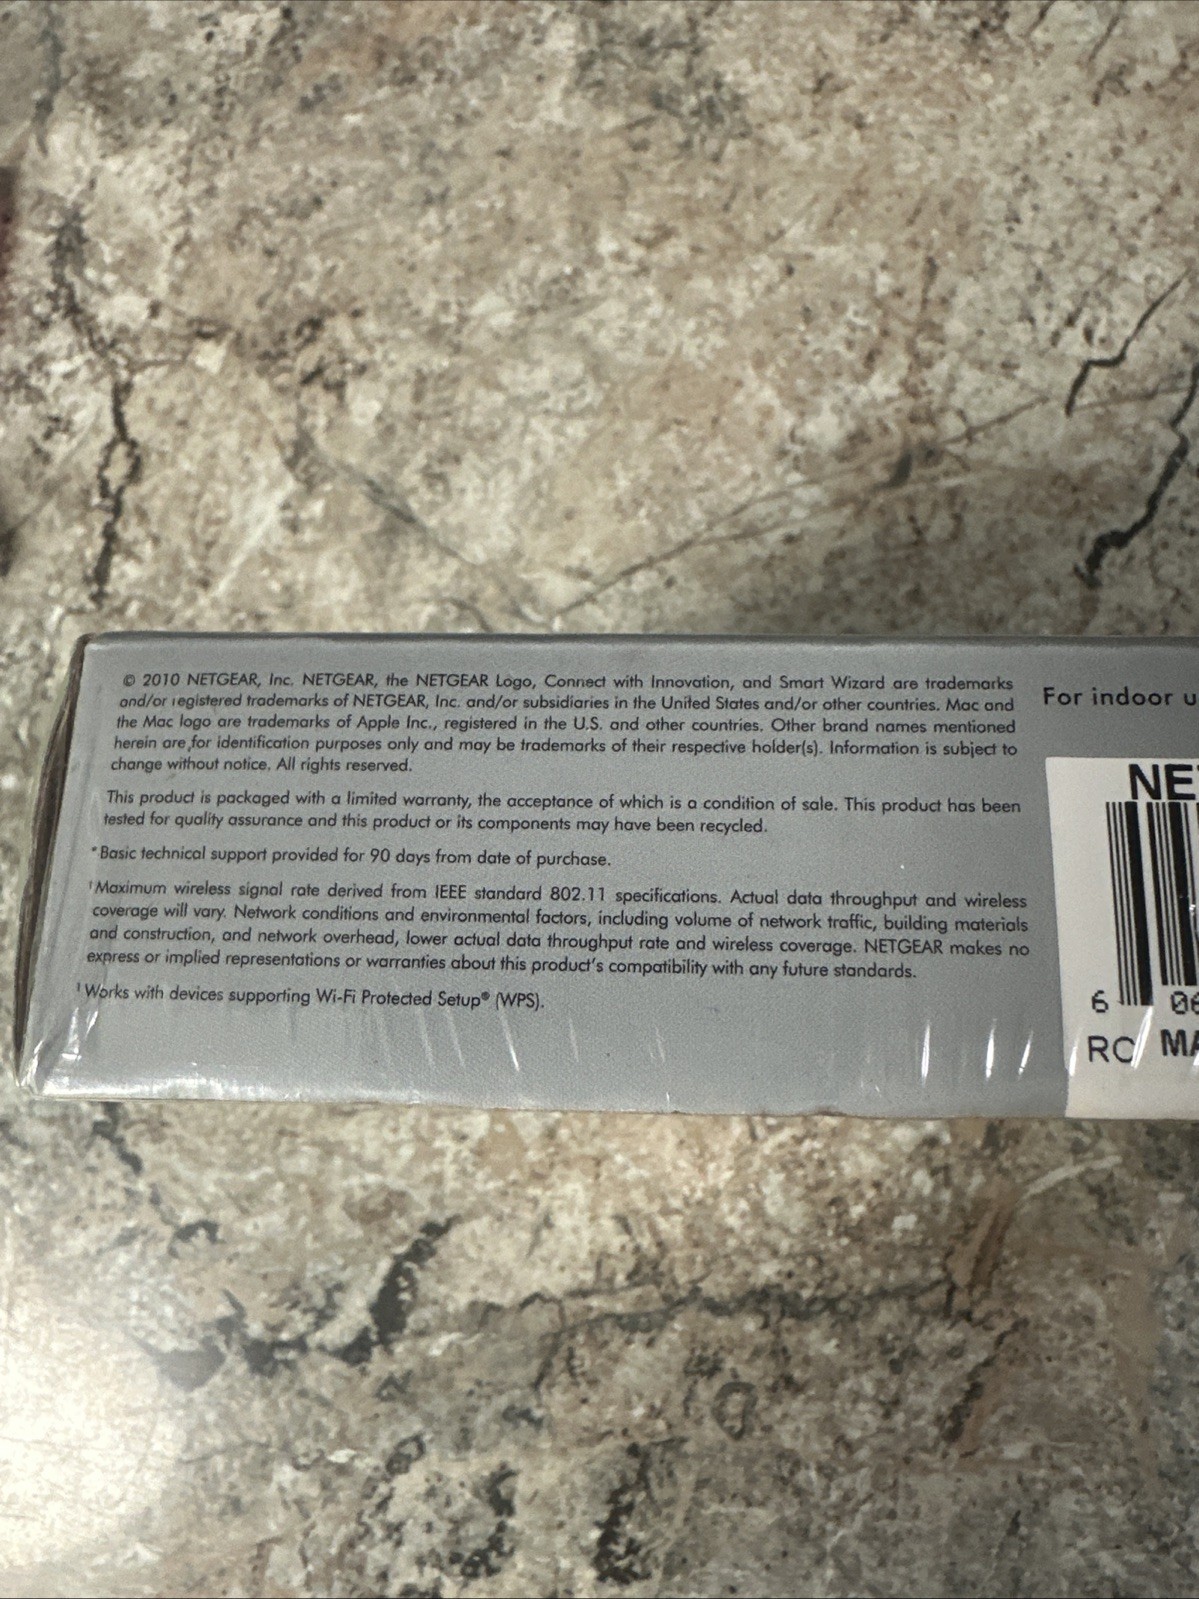 © 2010 NETGEAR, Inc. NETGEAR, the NETGEAR Logo, Connect with Innovation, and Smart Wizard are trademarks
and/or registered trademarks of NETGEAR, Inc. and/or subsidiaries in the United States and/or other countries. Mac and
the Mac logo are trademarks of Apple Inc., registered in the U.S. and other countries. Other brand names mentioned
herein are for identification purposes only and may be trademarks of their respective holder(s). Information is subject to
change without notice. All rights reserved.
This product is packaged with a limited warranty, the acceptance of which is a condition of sale. This product has been
tested for quality assurance and this product or its components may have been recycled.
*Basic technical support provided for 90 days from date of purchase.
†Maximum wireless signal rate derived from IEEE standard 802.11 specifications. Actual data throughput and wireless
coverage will vary. Network conditions and environmental factors, including volume of network traffic, building materials
and construction, and network overhead, lower actual data throughput rate and wireless coverage. NETGEAR makes no
express or implied representations or warranties about this product's compatibility with any future standards.
‡Works with devices supporting Wi-Fi Protected Setup® (WPS).
For indoor u
NE
6 06
RC MA